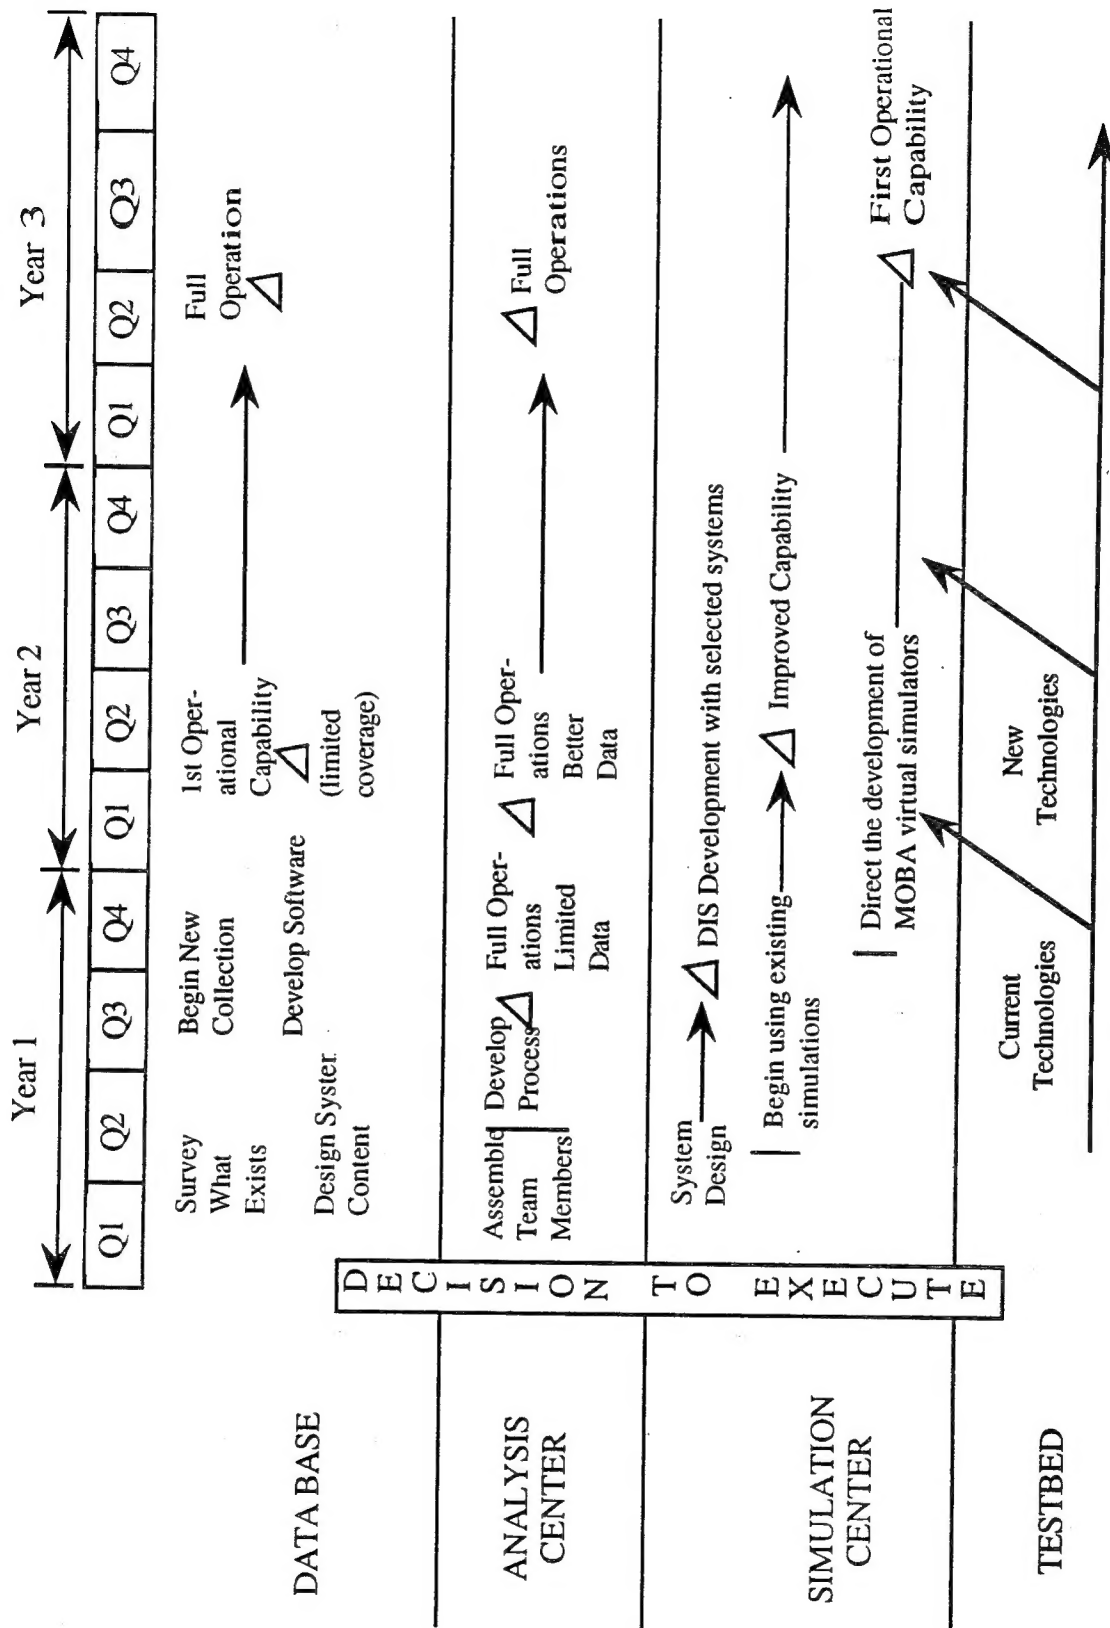 Year 1
Year 2
Year 3
Q1 Q2 Q3 Q4 Q1 Q2 Q3 Q4 Q1 Q2 Q3 Q4
DATA BASE
Survey
What
Exists
Design System
Content
Begin New
Collection
Develop Software
1st Oper-
ational
Capability
(limited
coverage)
Full
Operation
DECISION TO EXECUTE
ANALYSIS
CENTER
Assemble
Team
Members
Develop
Process
Full Oper-
ations
Limited
Data
Full Oper-
ations
Better
Data
Full
Operations
SIMULATION
CENTER
System
Design
DIS Development with selected systems
Begin using existing
simulations
Improved Capability
Direct the development of
MOBA virtual simulators
First Operational
Capability
TESTBED
Current
Technologies
New
Technologies